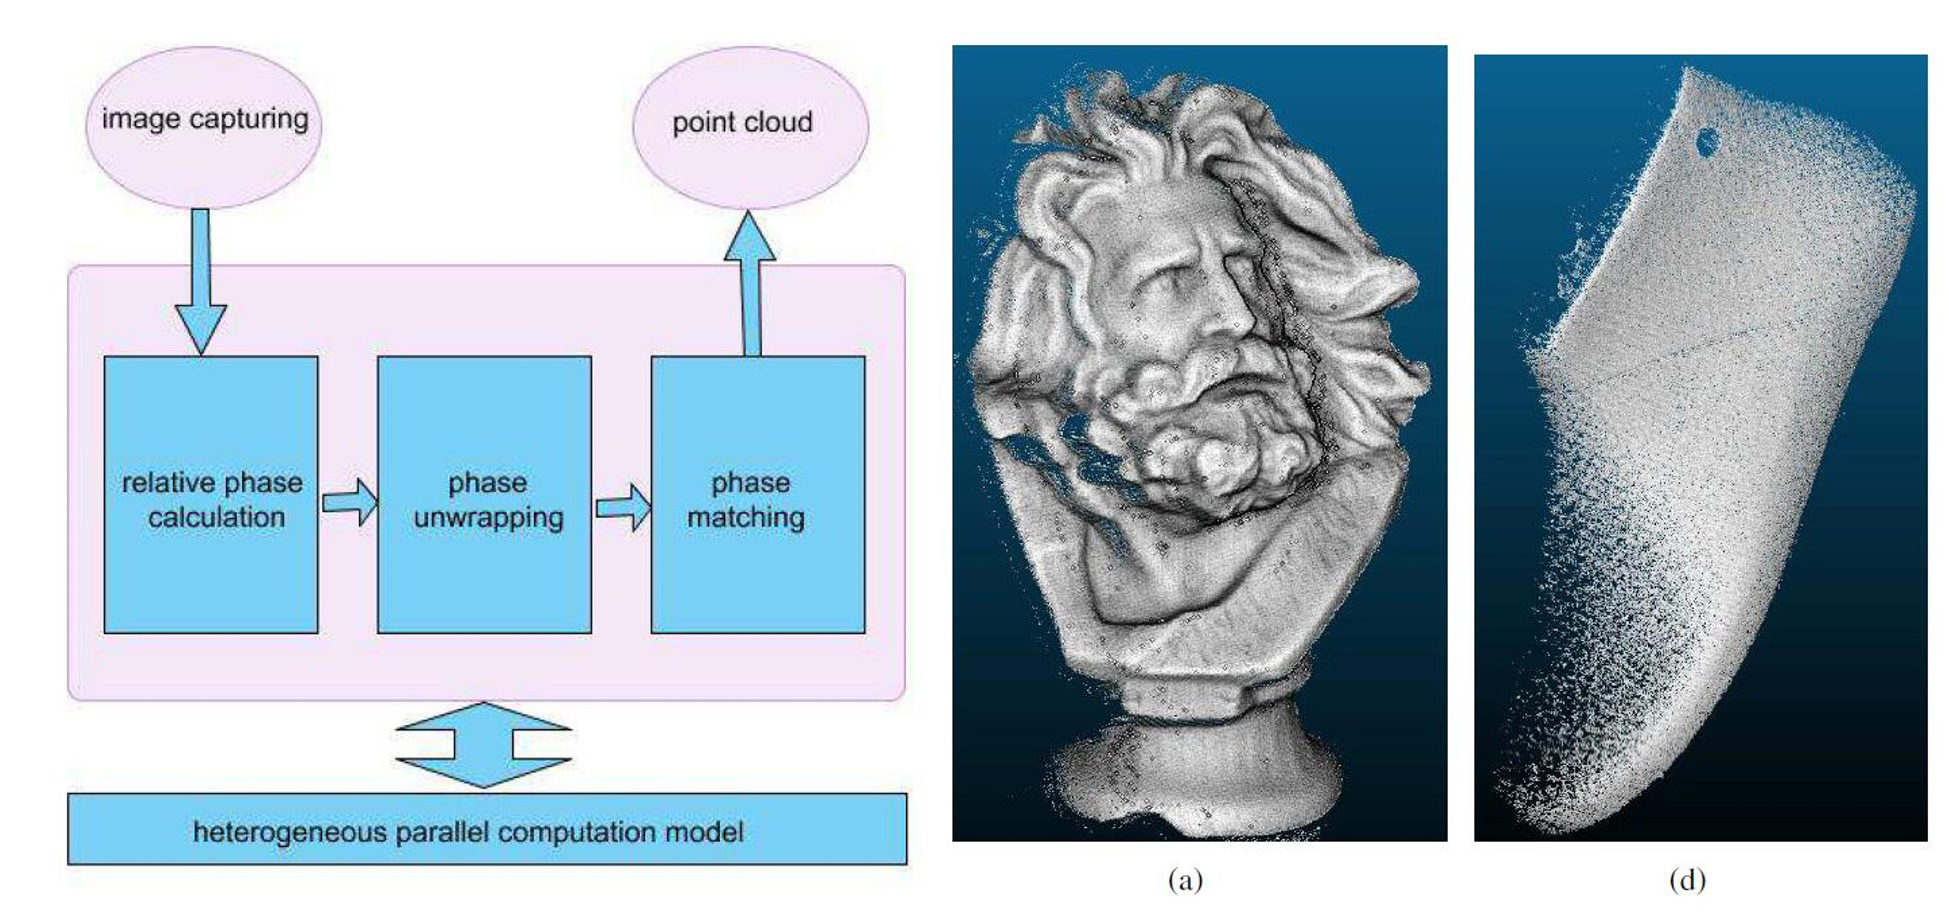 image capturing
point cloud
relative phase
calculation
phase
unwrapping
phase
matching
heterogeneous parallel computation model
(a)
(d)